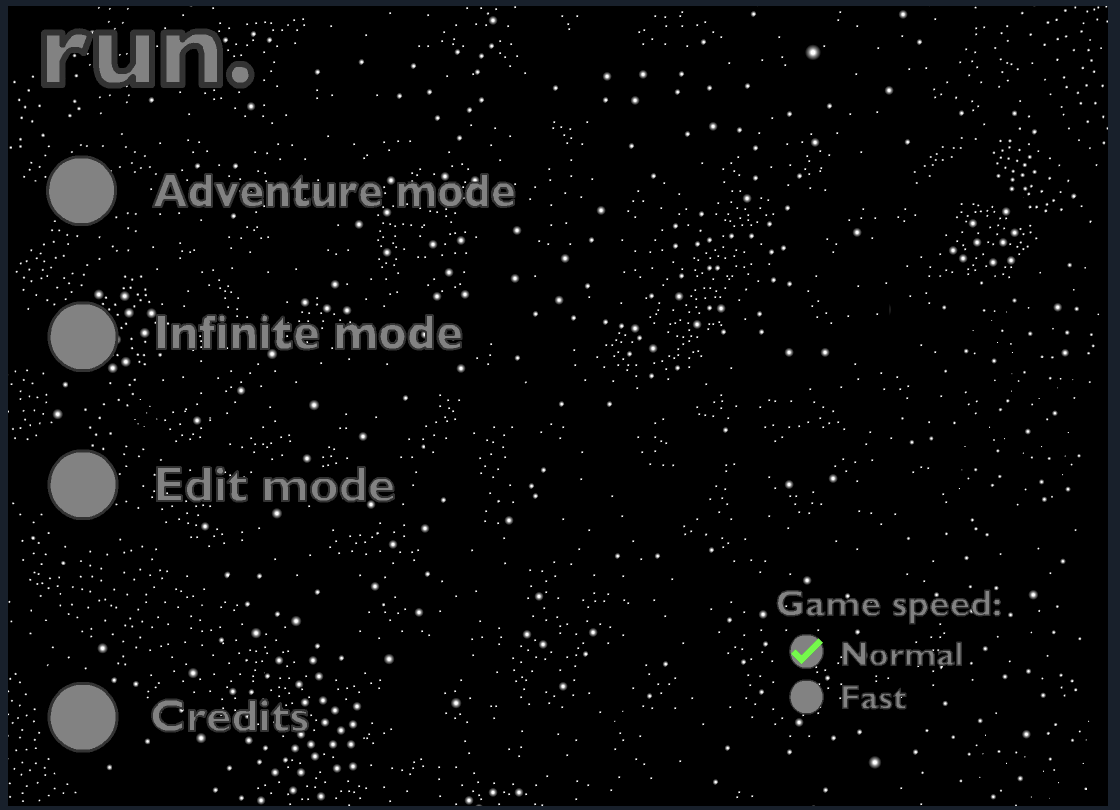 run.
Adventure mode
Infinite mode
Edit mode
Credits
Game speed:
Normal
Fast